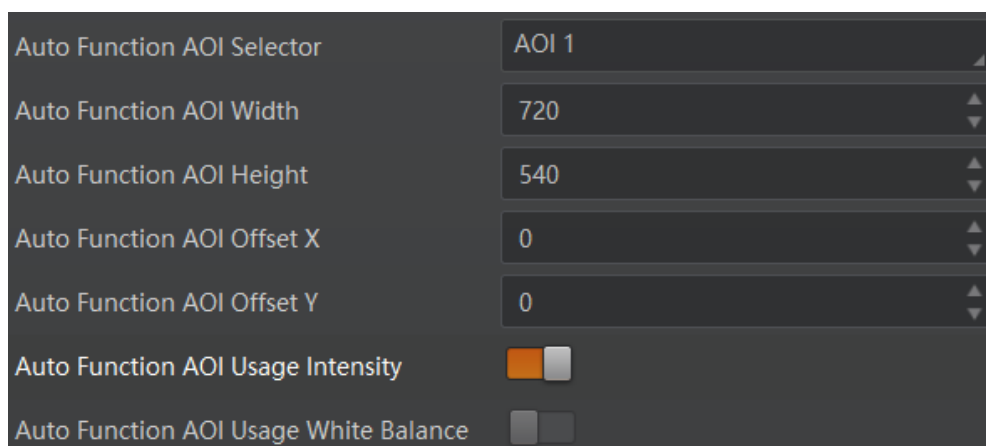 Auto Function AOI Selector AOI 1
Auto Function AOI Width 720
Auto Function AOI Height 540
Auto Function AOI Offset X 0
Auto Function AOI Offset Y 0
Auto Function AOI Usage Intensity
Auto Function AOI Usage White Balance